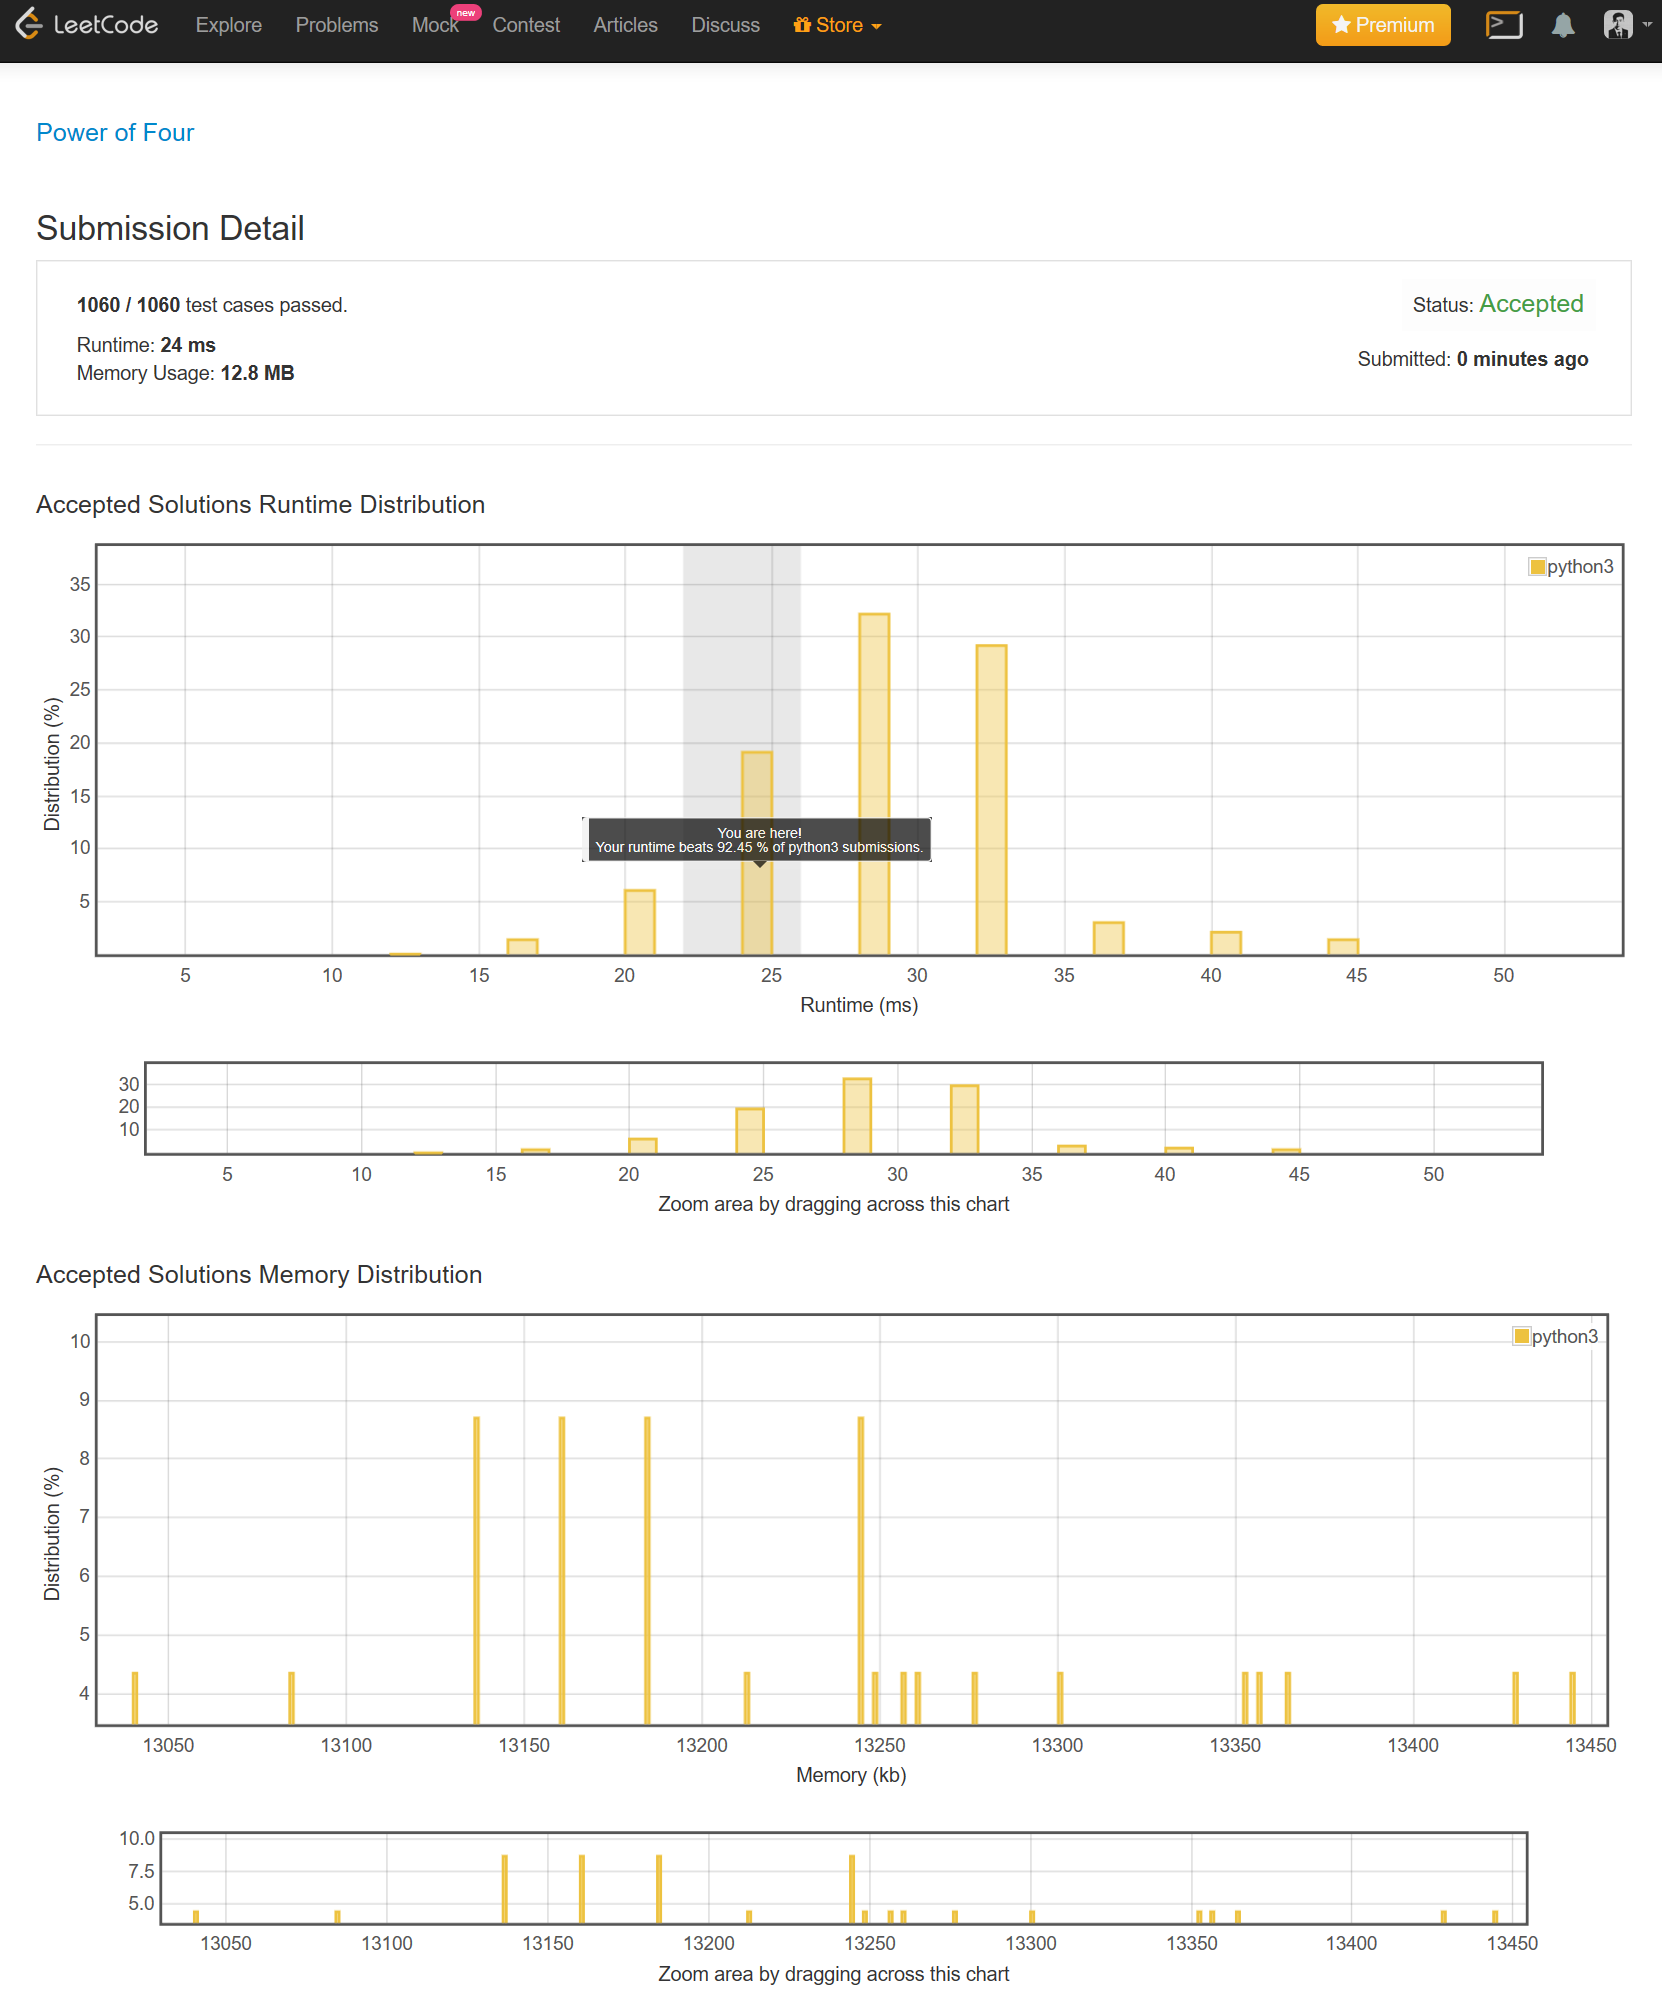 LeetCode Explore Problems Mock new Contest Articles Discuss Store Premium
Power of Four
Submission Detail
1060 / 1060 test cases passed.
Status: Accepted
Runtime: 24 ms
Submitted: 0 minutes ago
Memory Usage: 12.8 MB
Accepted Solutions Runtime Distribution
python3
35
30
25
20
15
10
5
Distribution (%)
You are here!
Your runtime beats 92.45 % of python3 submissions.
5 10 15 20 25 30 35 40 45 50
Runtime (ms)
30
20
10
5 10 15 20 25 30 35 40 45 50
Zoom area by dragging across this chart
Accepted Solutions Memory Distribution
python3
10
9
8
7
6
5
4
Distribution (%)
13050 13100 13150 13200 13250 13300 13350 13400 13450
Memory (kb)
10.0
7.5
5.0
13050 13100 13150 13200 13250 13300 13350 13400 13450
Zoom area by dragging across this chart